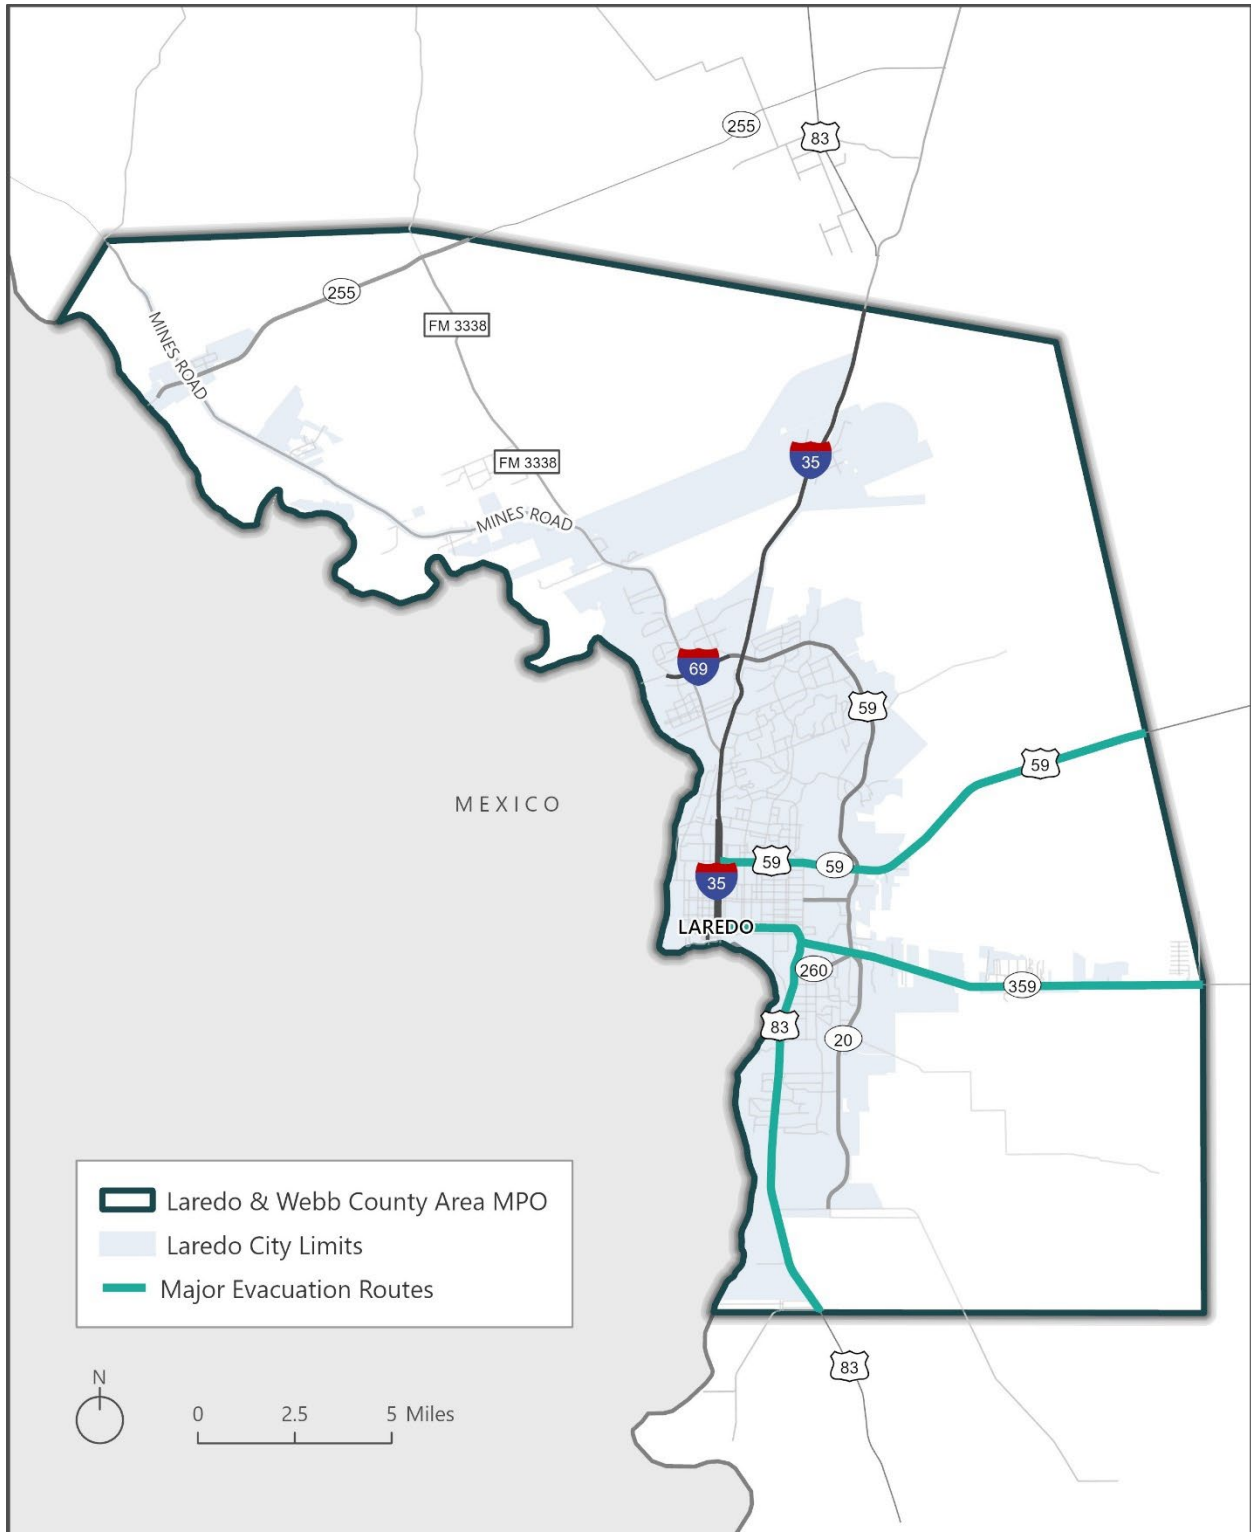 255
83
255
FM 3338
MINES ROAD
35
FM 3338
MINES ROAD
69
59
59
MEXICO
59
59
35
LAREDO
260
359
83
20
Laredo & Webb County Area MPO
Laredo City Limits
Major Evacuation Routes
83
N
0 2.5 5 Miles